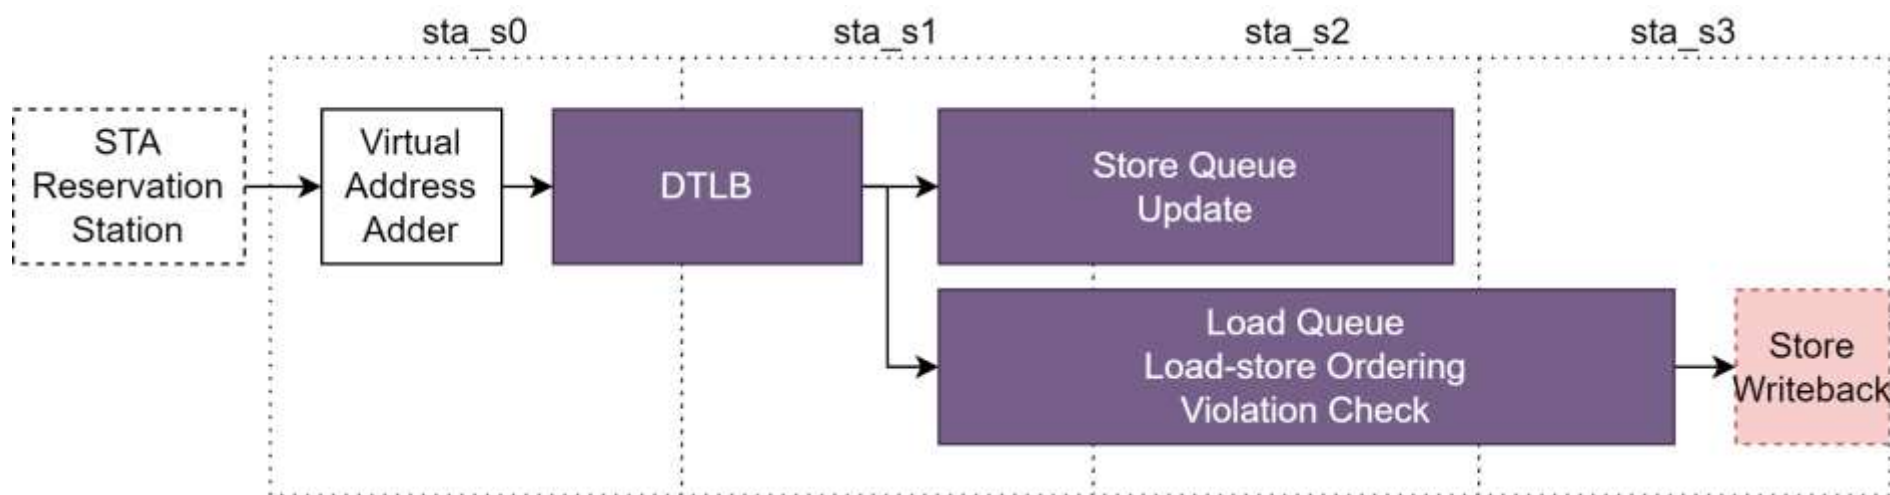 sta_s0
sta_s1
sta_s2
sta_s3
STA
Reservation
Station
Virtual
Address
Adder
DTLB
Store Queue
Update
Load Queue
Load-store Ordering
Violation Check
Store
Writeback